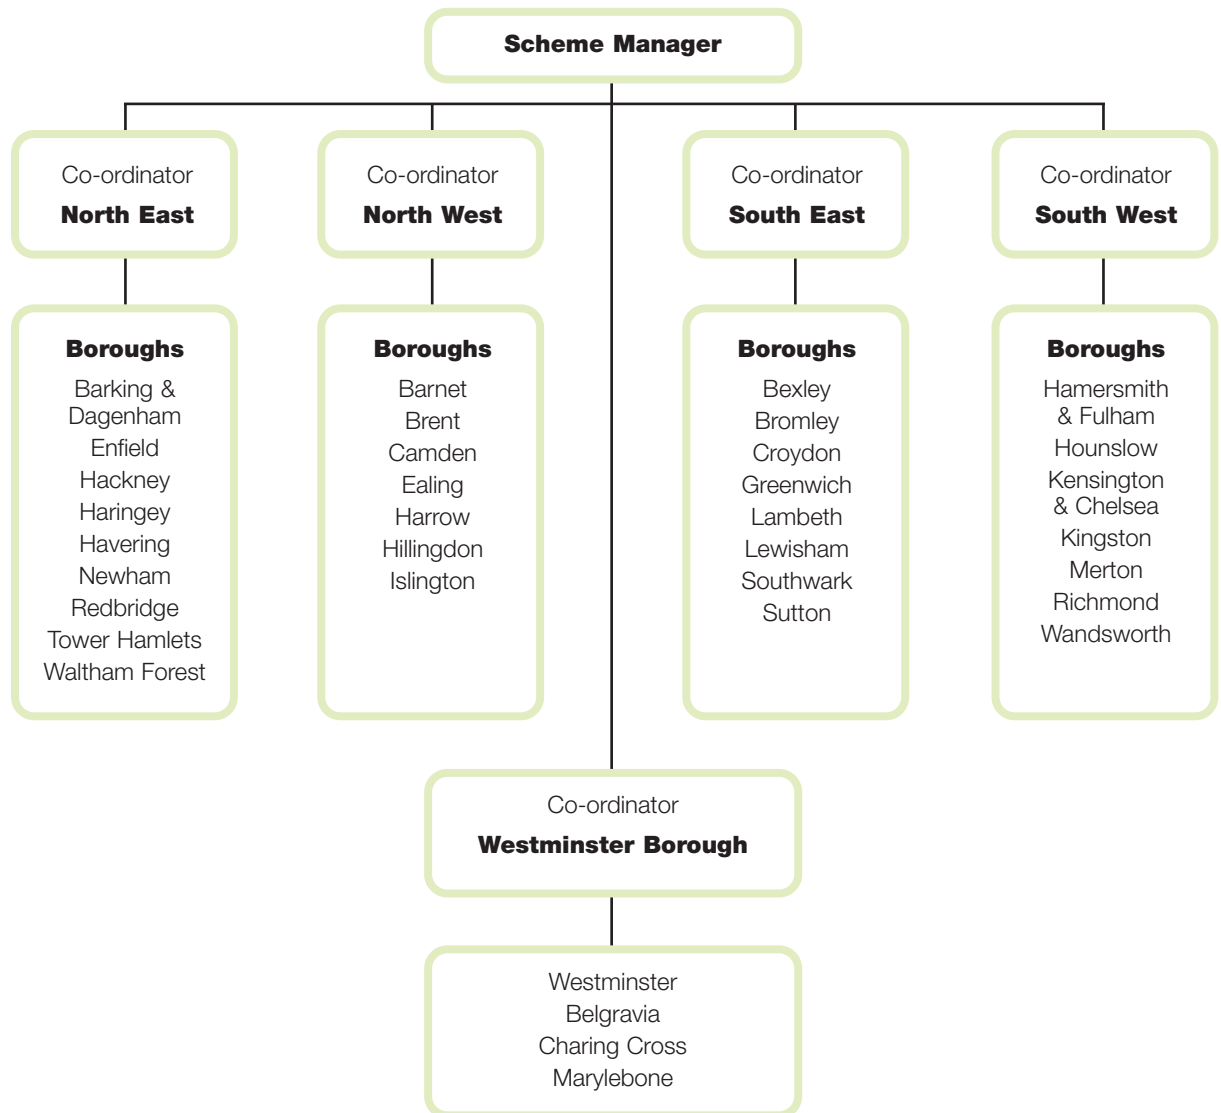 Scheme Manager
Co-ordinator
North East
Co-ordinator
North West
Co-ordinator
South East
Co-ordinator
South West
Boroughs
Barking &
Dagenham
Enfield
Hackney
Haringey
Havering
Newham
Redbridge
Tower Hamlets
Waltham Forest
Boroughs
Barnet
Brent
Camden
Ealing
Harrow
Hillingdon
Islington
Boroughs
Bexley
Bromley
Croydon
Greenwich
Lambeth
Lewisham
Southwark
Sutton
Boroughs
Hamersmith
& Fulham
Hounslow
Kensington
& Chelsea
Kingston
Merton
Richmond
Wandsworth
Co-ordinator
Westminster Borough
Westminster
Belgravia
Charing Cross
Marylebone